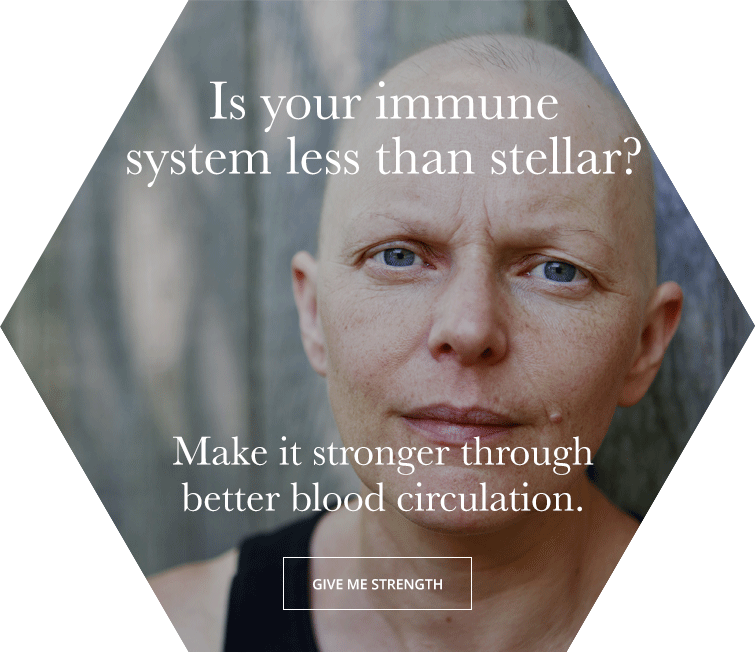 Is your immune
system less than stellar?
Make it stronger through
better blood circulation.
GIVE ME STRENGTH